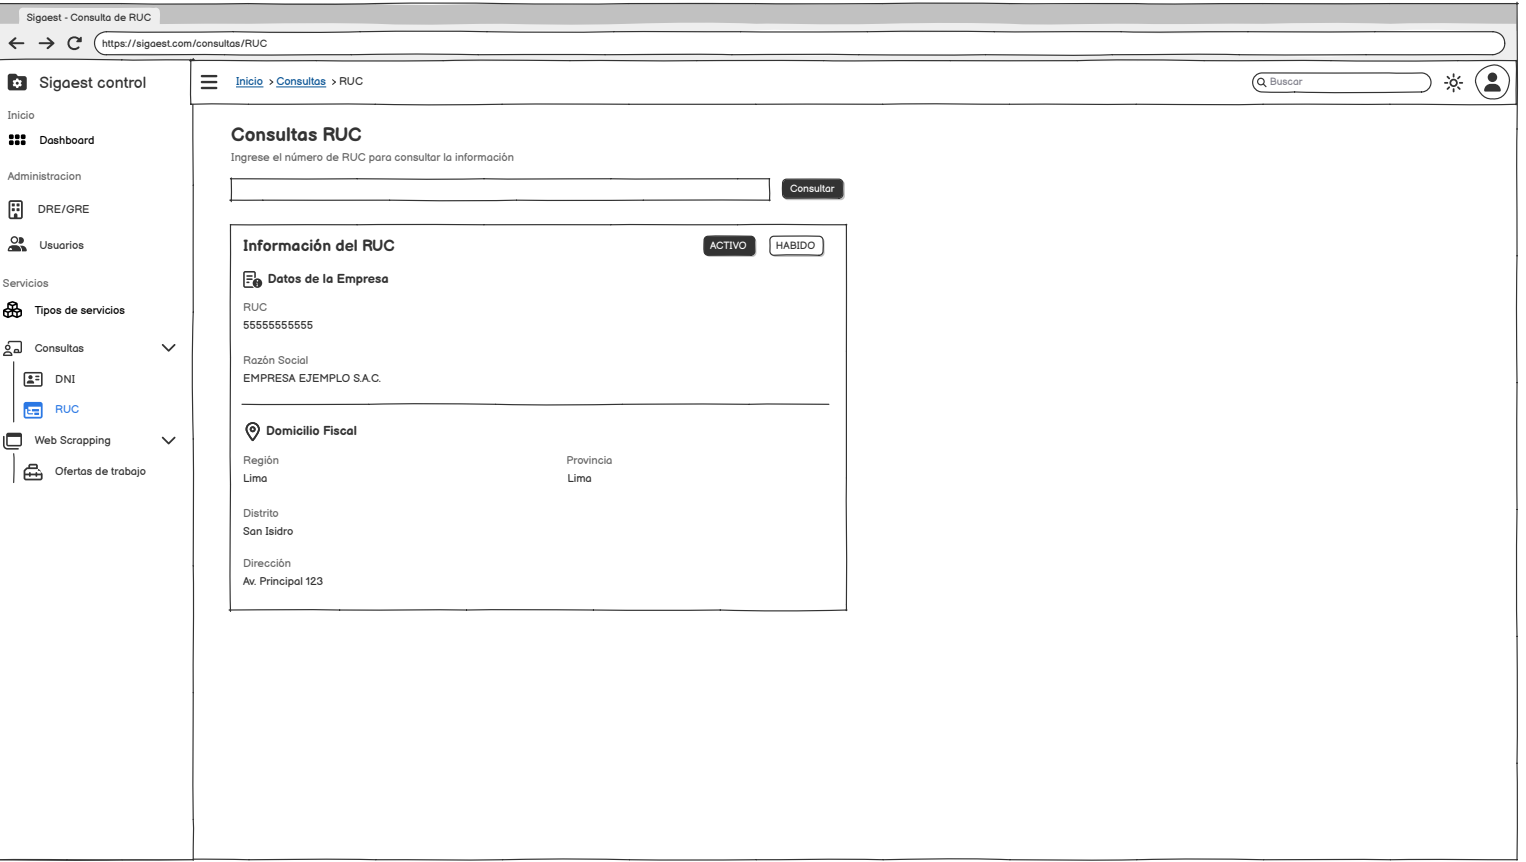 Sigaest - Consulta de RUC
https://sigaest.com/consultas/RUC
Sigaest control
Inicio > Consultas > RUC
Buscar
Inicio
Dashboard
Administracion
DRE/GRE
Usuarios
Servicios
Tipos de servicios
Consultas
DNI
RUC
Web Scrapping
Ofertas de trabajo
Consultas RUC
Ingrese el número de RUC para consultar la información
Consultar
Información del RUC
ACTIVO
HABIDO
Datos de la Empresa
RUC
55555555555
Razón Social
EMPRESA EJEMPLO S.A.C.
Domicilio Fiscal
Región
Lima
Provincia
Lima
Distrito
San Isidro
Dirección
Av. Principal 123